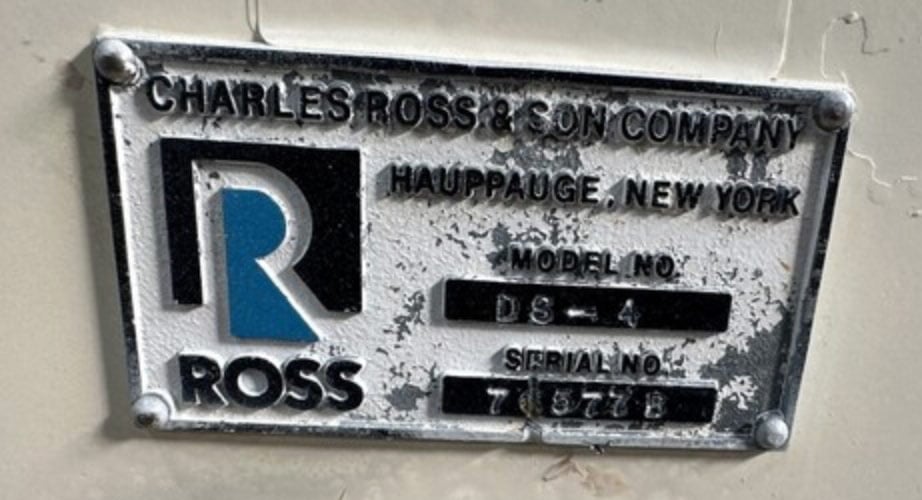 CHARLES ROSS & SON COMPANY
HAUPPAUGE, NEW YORK
MODEL NO.
DS-4
SERIAL NO.
ROSS